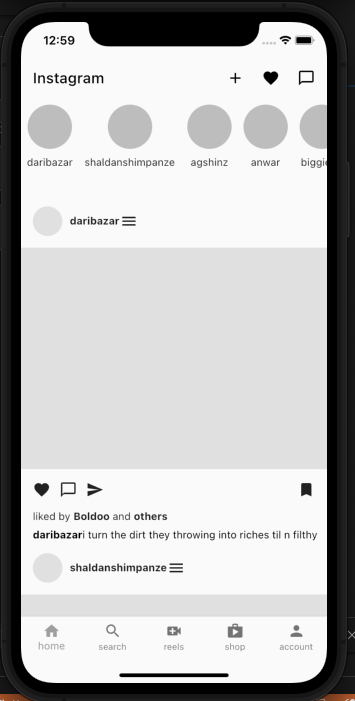 12:59
Instagram
daribazar shaldanshimpanze agshinz anwar biggie
daribazar
liked by Boldoo and others
daribazari turn the dirt they throwing into riches til n filthy
shaldanshimpanze
home search reels shop account